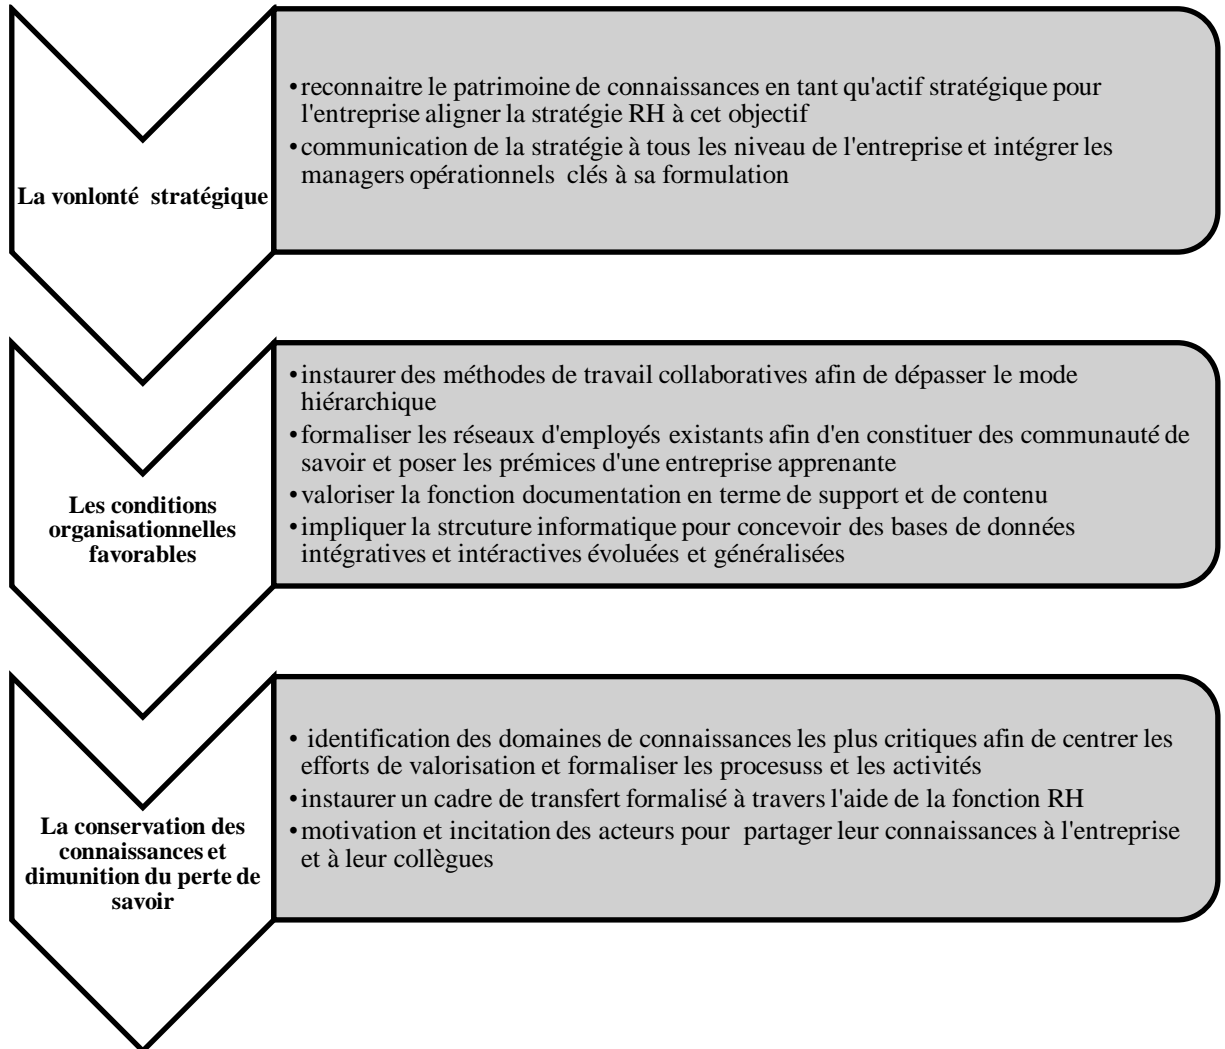 La vonlonté stratégique
•reconnaitre le patrimoine de connaissances en tant qu'actif stratégique pour
l'entreprise aligner la stratégie RH à cet objectif
•communication de la stratégie à tous les niveau de l'entreprise et intégrer les
managers opérationnels clés à sa formulation
Les conditions
organisationnelles
favorables
•instaurer des méthodes de travail collaboratives afin de dépasser le mode
hiérarchique
•formaliser les réseaux d'employés existants afin d'en constituer des communauté de
savoir et poser les prémices d'une entreprise apprenante
•valoriser la fonction documentation en terme de support et de contenu
•impliquer la strcuture informatique pour concevoir des bases de données
intégratives et intéractives évoluées et généralisées
La conservation des
connaissances et
dimunition du perte de
savoir
• identification des domaines de connaissances les plus critiques afin de centrer les
efforts de valorisation et formaliser les procesuss et les activités
•instaurer un cadre de transfert formalisé à travers l'aide de la fonction RH
•motivation et incitation des acteurs pour partager leur connaissances à l'entreprise
et à leur collègues